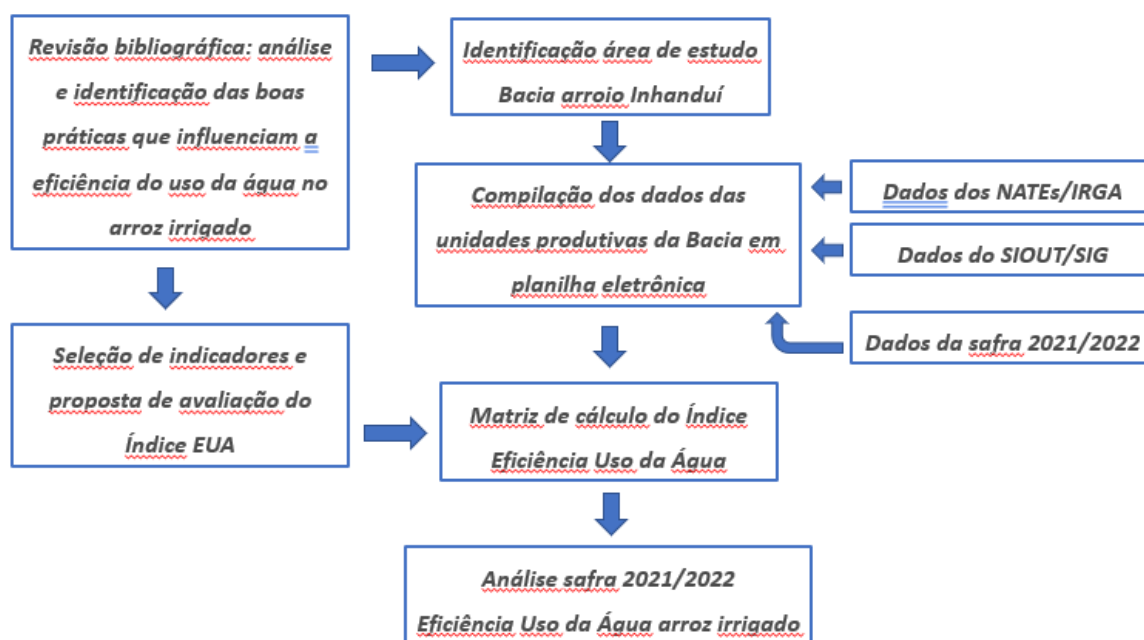 Revisão bibliográfica: análise
e identificação das boas
práticas que influenciam a
eficiência do uso da água no
arroz irrigado
Identificação área de estudo
Bacia arroio Inhanduí
Compilação dos dados das
unidades produtivas da Bacia em
planilha eletrônica
Dados dos NATEs/IRGA
Dados do SIOUT/SIG
Dados da safra 2021/2022
Seleção de indicadores e
proposta de avaliação do
Índice EUA
Matriz de cálculo do Índice
Eficiência Uso da Água
Análise safra 2021/2022
Eficiência Uso da Água arroz irrigado